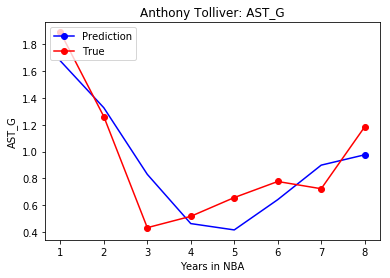 Anthony Tolliver: AST_G
Prediction
True
AST_G
1.8
1.6
1.4
1.2
1.0
0.8
0.6
0.4
1 2 3 4 5 6 7 8
Years in NBA